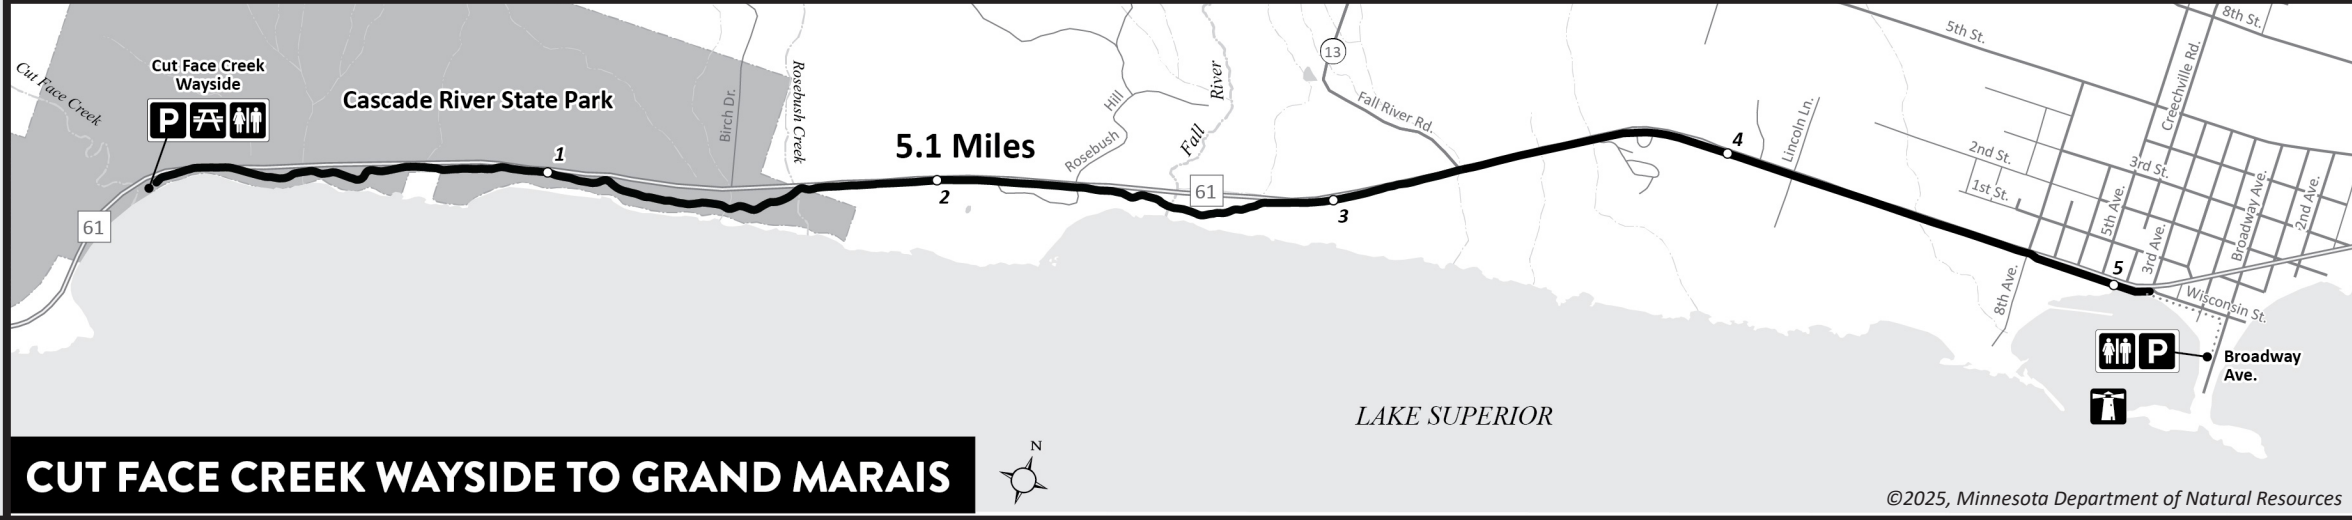 Cut Face Creek
Cut Face Creek
Wayside
P
61
Cascade River State Park
1
Birch Dr.
Rosebush Creek
5.1 Miles
2
Rosebush
Hill
Fall
River
61
13
Fall River Rd.
3
4
Lincoln Ln.
5th St.
8th St.
Creechville Rd.
2nd St.
1st St.
3rd St.
5th Ave.
3rd Ave.
Broadway Ave.
2nd Ave.
8th Ave.
5
Wisconsin St.
P
Broadway
Ave.
LAKE SUPERIOR
N
CUT FACE CREEK WAYSIDE TO GRAND MARAIS
©2025, Minnesota Department of Natural Resources